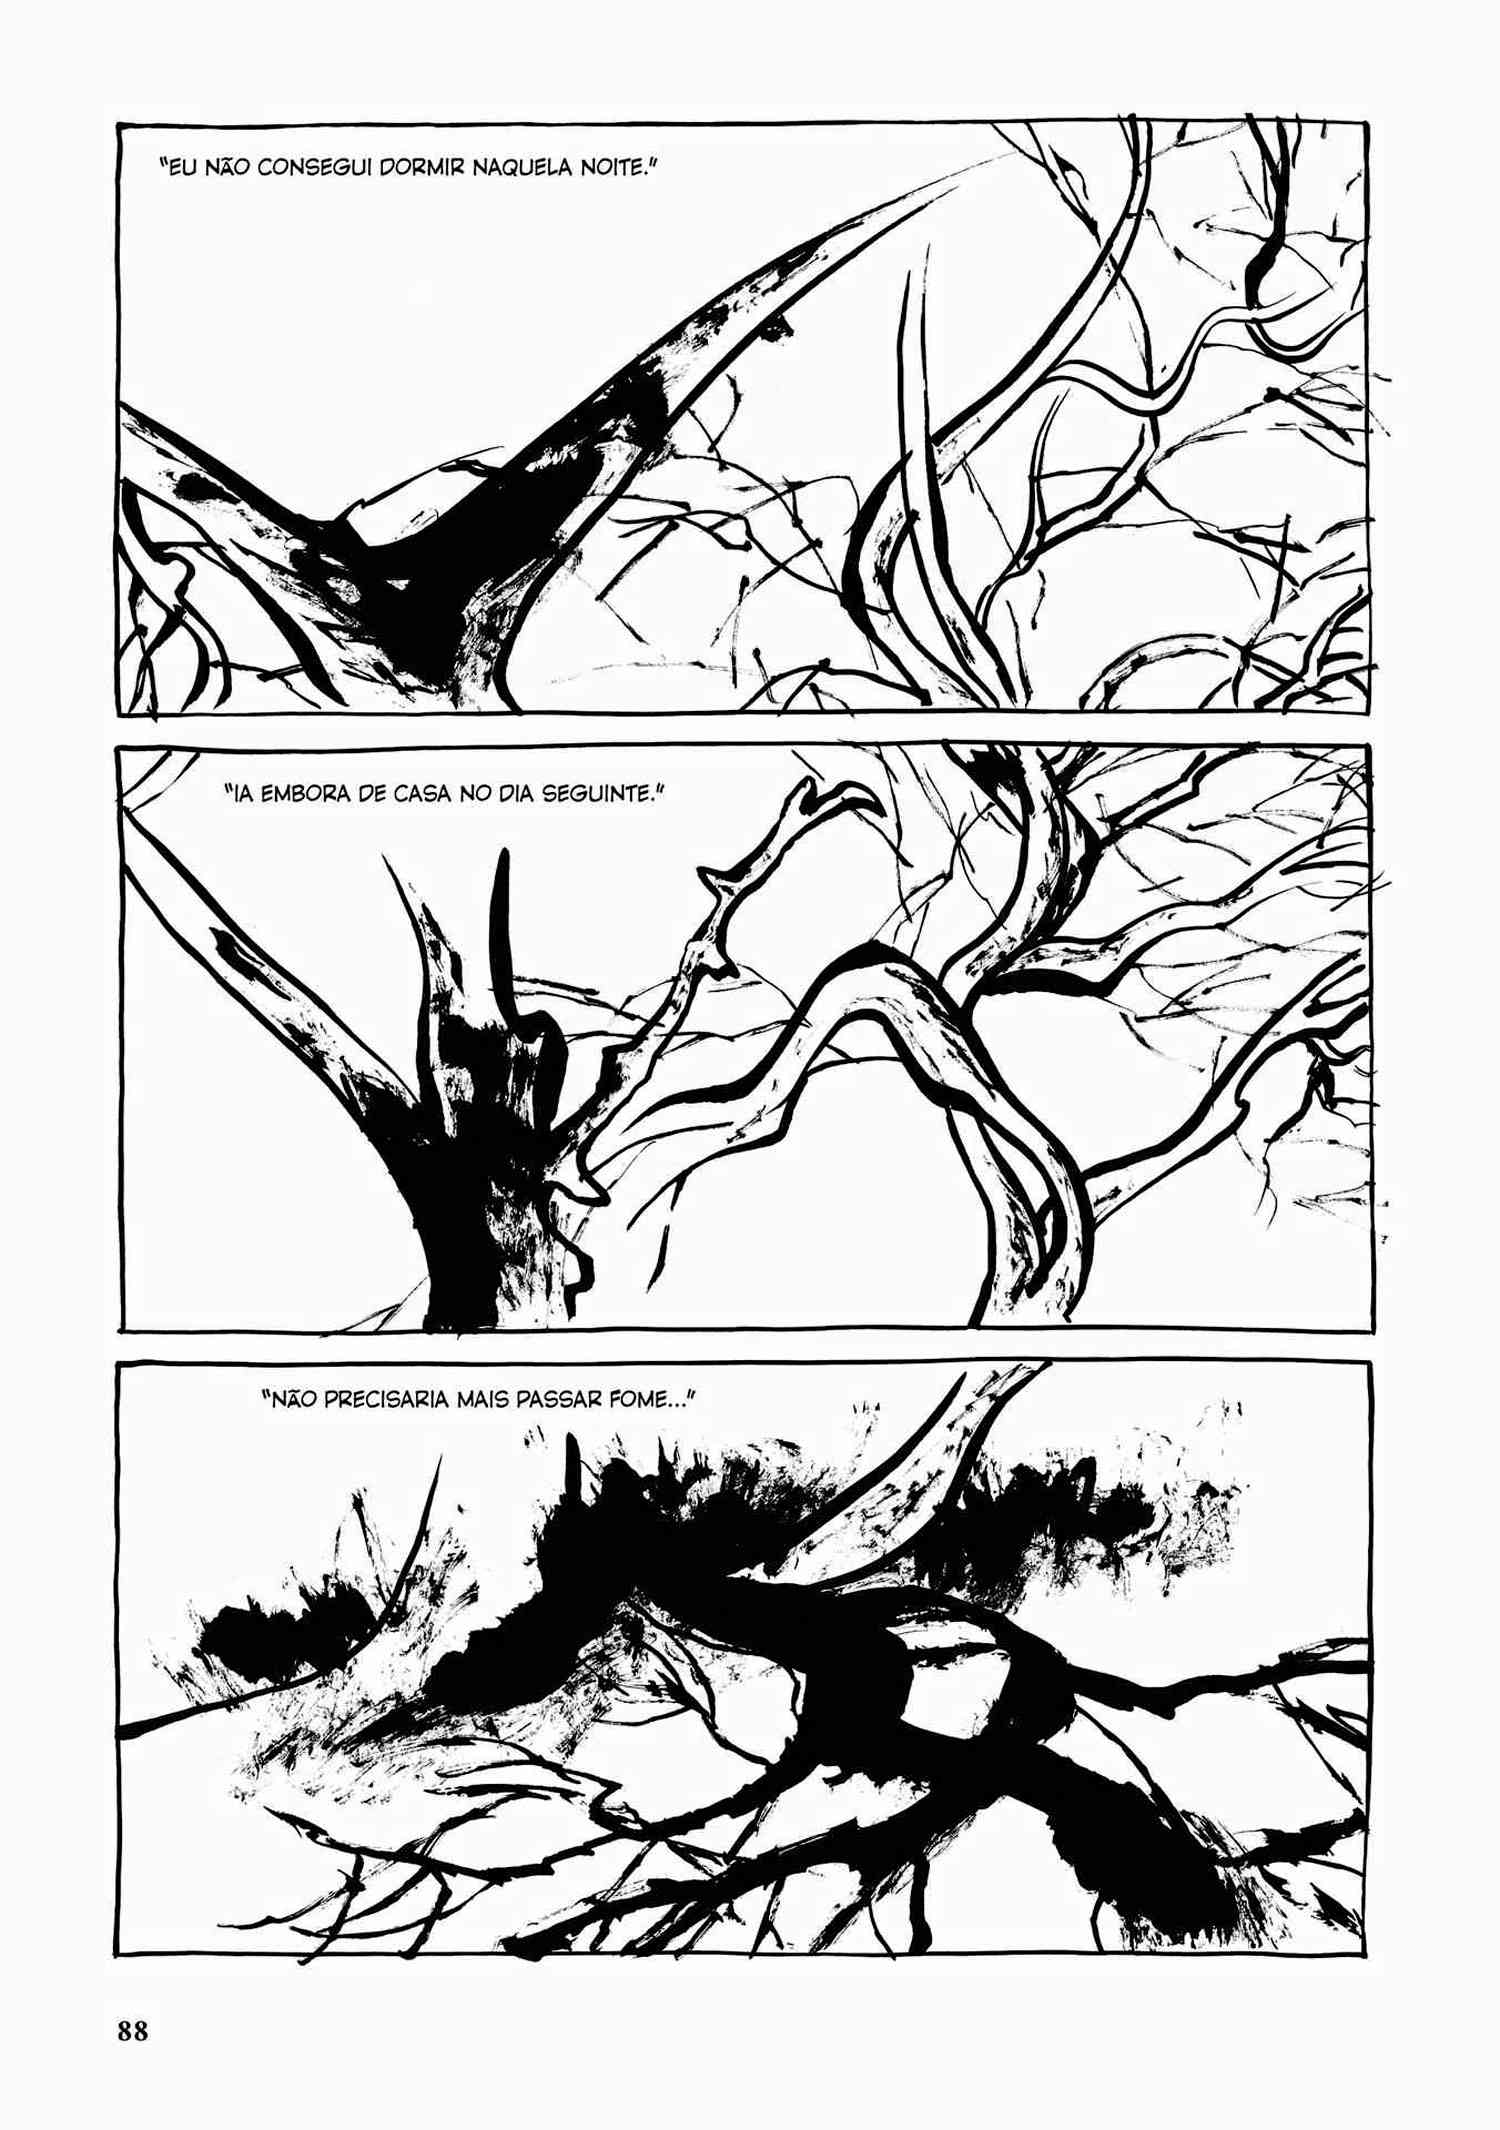 "EU NÃO CONSEGUI DORMIR NAQUELA NOITE."
"IA EMBORA DE CASA NO DIA SEGUINTE."
"NÃO PRECISARIA MAIS PASSAR FOME..."
88